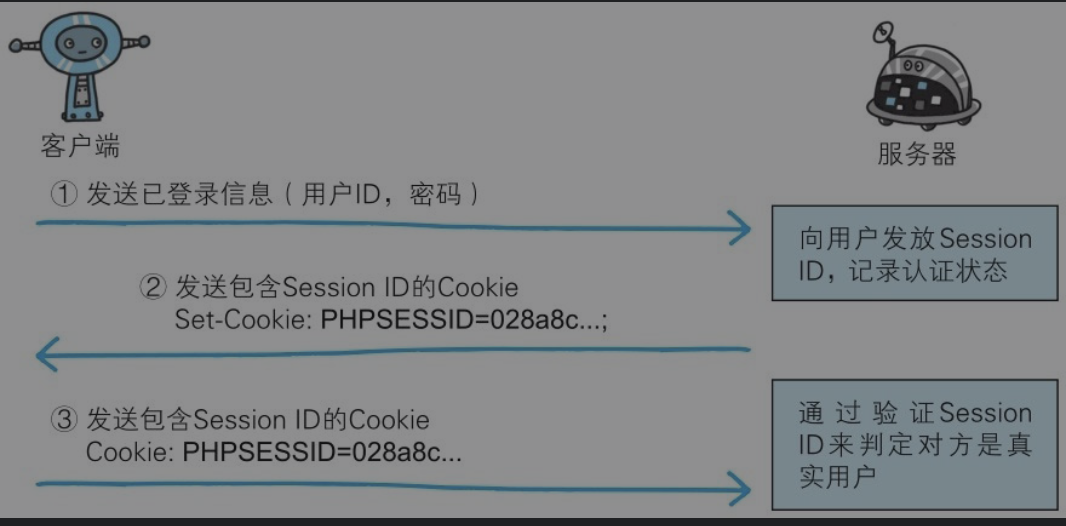 客户端
服务器
① 发送已登录信息（用户ID，密码）
向用户发放Session
ID，记录认证状态
② 发送包含Session ID的Cookie
Set-Cookie: PHPSESSID=028a8c...;
③ 发送包含Session ID的Cookie
Cookie: PHPSESSID=028a8c...
通过验证Session
ID来判定对方是真
实用户